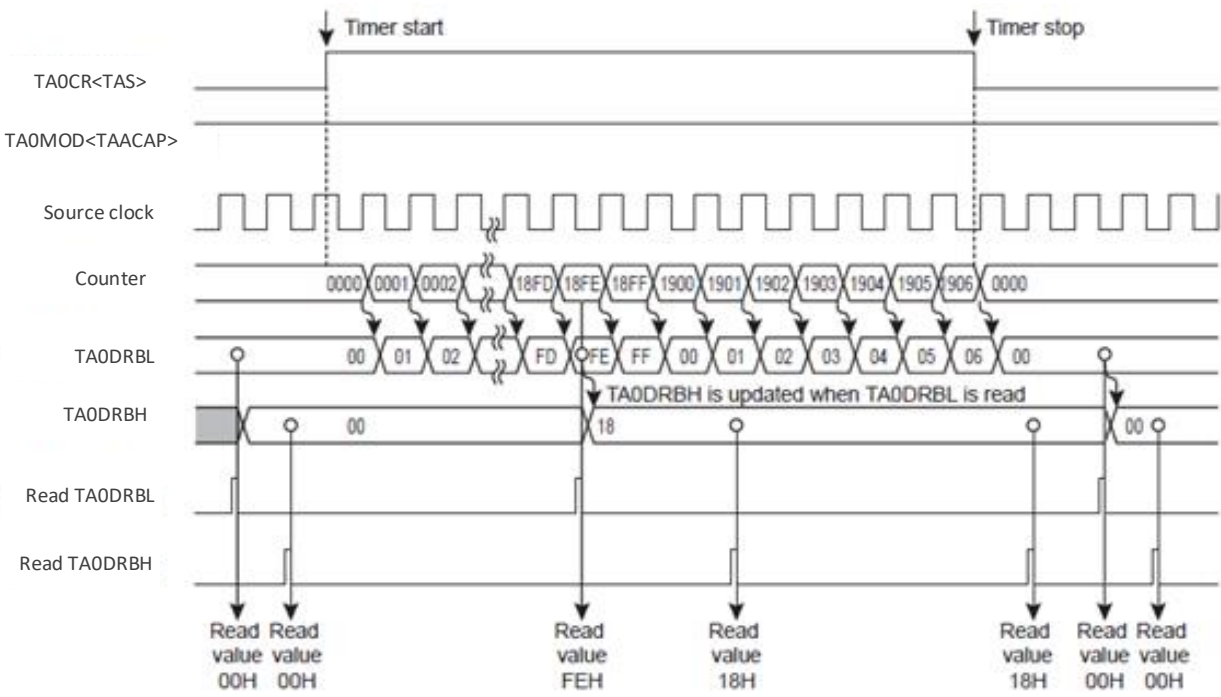 Timer start
Timer stop
TA0CR<TAS>
TA0MOD<TAACAP>
Source clock
Counter
0000 0001 0002 18FD 18FE 18FF 1900 1901 1902 1903 1904 1905 1906 0000
TA0DRBL
00 01 02 FD FE FF 00 01 02 03 04 05 06 00
TA0DRBH is updated when TA0DRBL is read
TA0DRBH
00 18 00
Read TA0DRBL
Read TA0DRBH
Read value 00H
Read value 00H
Read value FEH
Read value 18H
Read value 18H
Read value 00H
Read value 00H